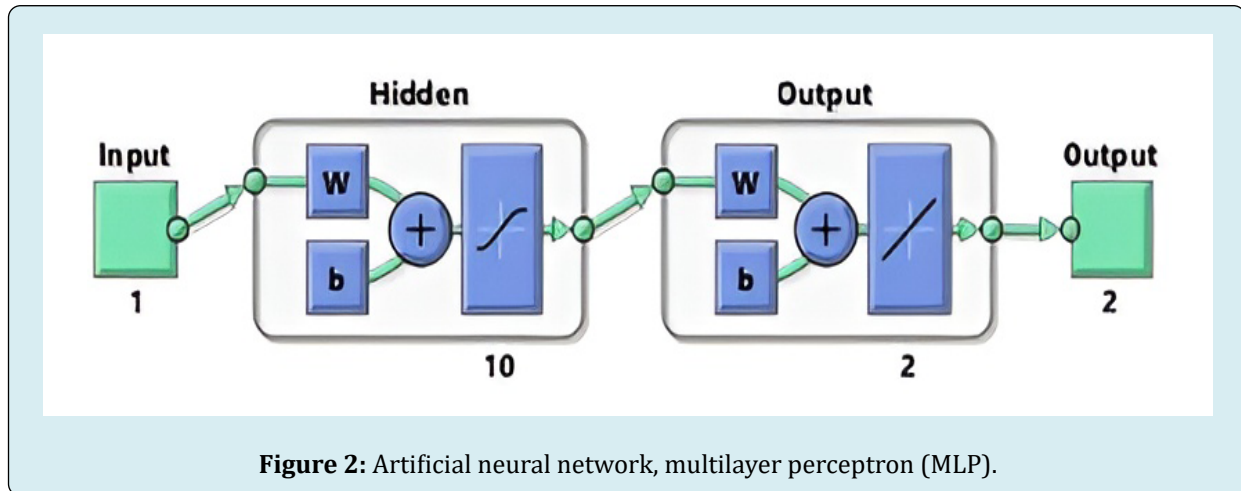 Hidden
Output
Input
Output
W
W
b
b
1
2
10
2
Figure 2: Artificial neural network, multilayer perceptron (MLP).